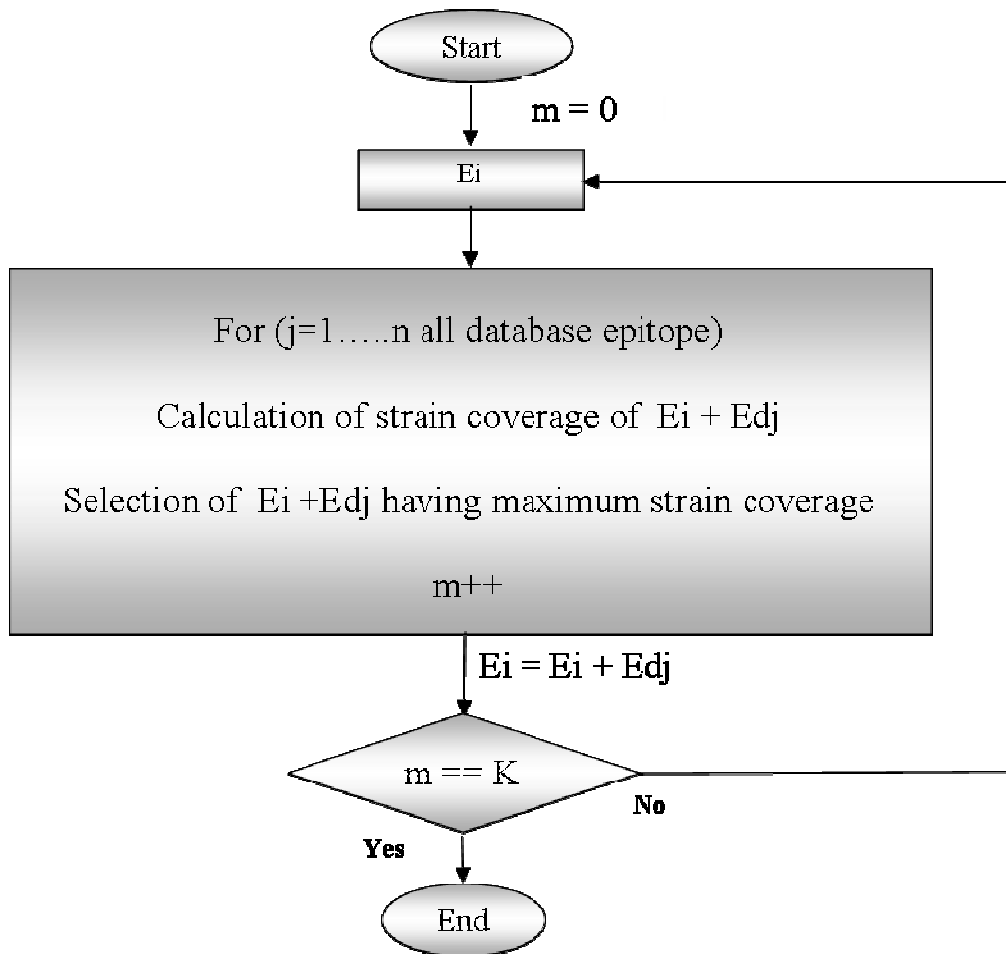 Start
m = 0
Ei
For (j=1.....n all database epitope)
Calculation of strain coverage of Ei + Edj
Selection of Ei +Edj having maximum strain coverage
m++
Ei = Ei + Edj
m == K
No
Yes
End